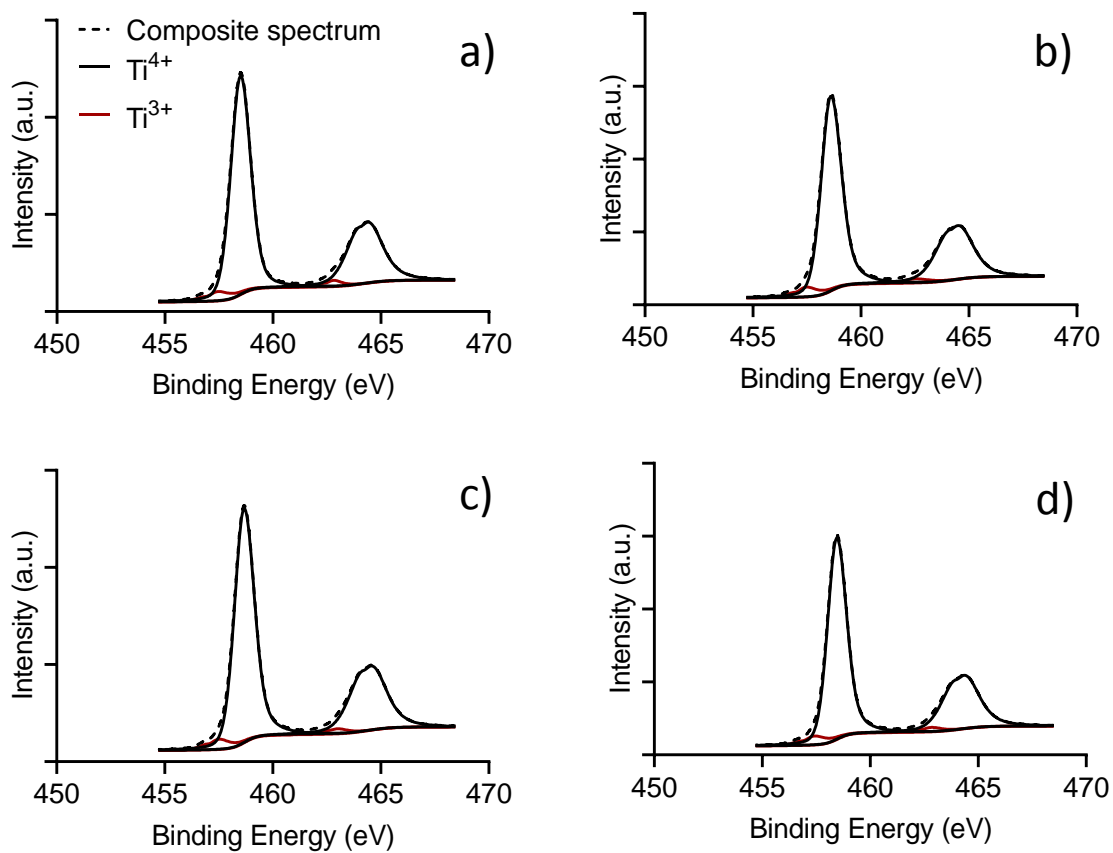 Composite spectrum
Ti4+
Ti3+
a)
Intensity (a.u.)
450 455 460 465 470
Binding Energy (eV)
b)
Intensity (a.u.)
450 455 460 465 470
Binding Energy (eV)
c)
Intensity (a.u.)
450 455 460 465 470
Binding Energy (eV)
d)
Intensity (a.u.)
450 455 460 465 470
Binding Energy (eV)